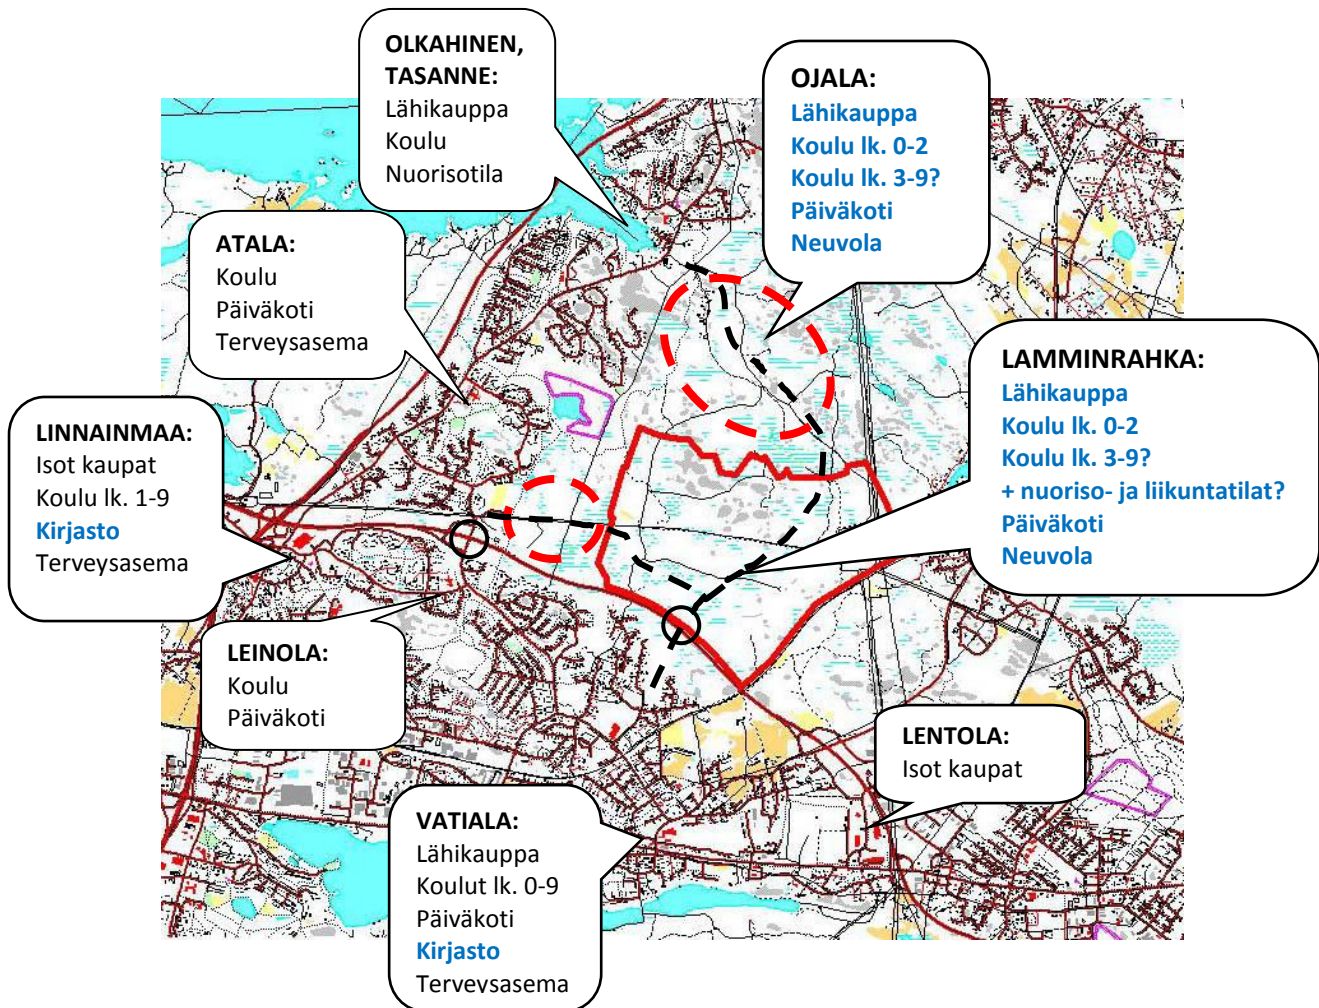 OLKAHINEN,
TASANNE:
Lähikauppa
Koulu
Nuorisotila
OJALA:
Lähikauppa
Koulu lk. 0-2
Koulu lk. 3-9?
Päiväkoti
Neuvola
ATALA:
Koulu
Päiväkoti
Terveysasema
LAMMINRAHKA:
Lähikauppa
Koulu lk. 0-2
Koulu lk. 3-9?
+ nuoriso- ja liikuntatilat?
Päiväkoti
Neuvola
LINNAINMAA:
Isot kaupat
Koulu lk. 1-9
Kirjasto
Terveysasema
LEINOLA:
Koulu
Päiväkoti
LENTOLA:
Isot kaupat
VATIALA:
Lähikauppa
Koulut lk. 0-9
Päiväkoti
Kirjasto
Terveysasema